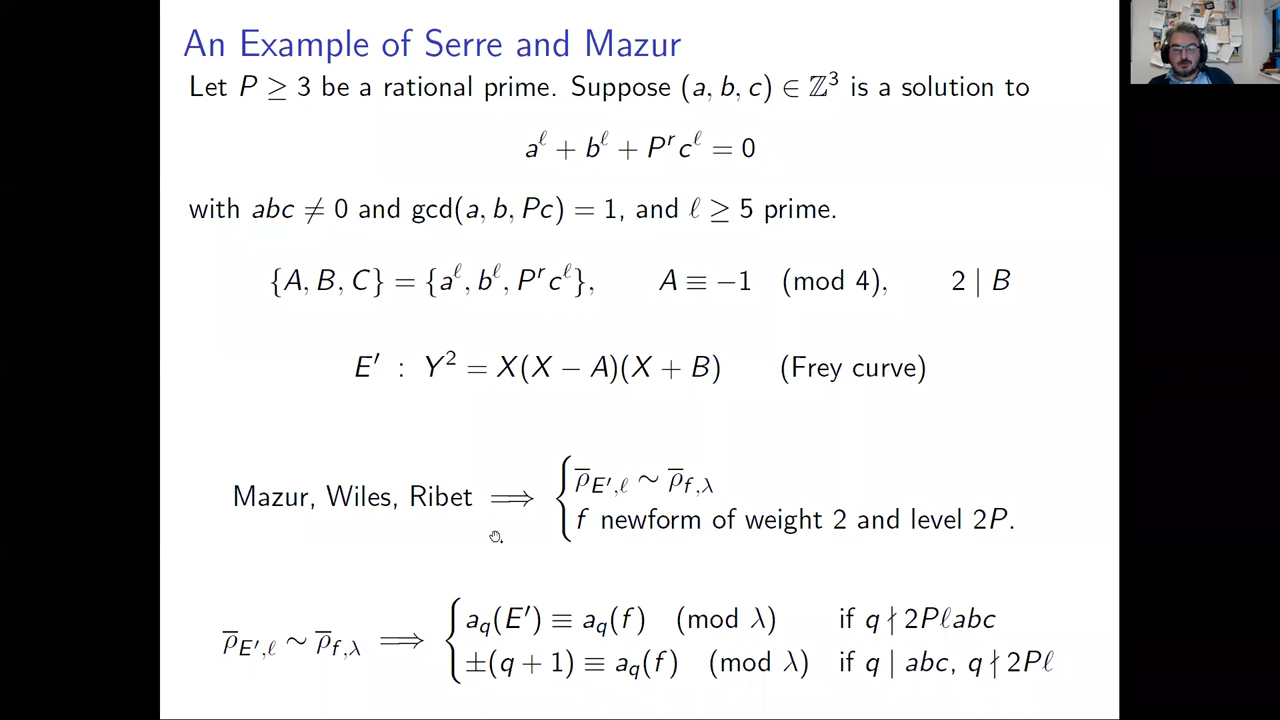 An Example of Serre and Mazur
Let P ≥ 3 be a rational prime. Suppose (a, b, c) ∈ ℤ³ is a solution to
a^ℓ + b^ℓ + P^r c^ℓ = 0
with abc ≠ 0 and gcd(a, b, Pc) = 1, and ℓ ≥ 5 prime.
{A, B, C} = {a^ℓ, b^ℓ, P^r c^ℓ}, A ≡ −1 (mod 4), 2 | B
E′ : Y² = X(X − A)(X + B) (Frey curve)
Mazur, Wiles, Ribet ⟹ { ρ̄_{E′,ℓ} ∼ ρ̄_{f,λ}
f newform of weight 2 and level 2P.
ρ̄_{E′,ℓ} ∼ ρ̄_{f,λ} ⟹ { a_q(E′) ≡ a_q(f) (mod λ) if q ∤ 2Pℓabc
±(q + 1) ≡ a_q(f) (mod λ) if q | abc, q ∤ 2Pℓ